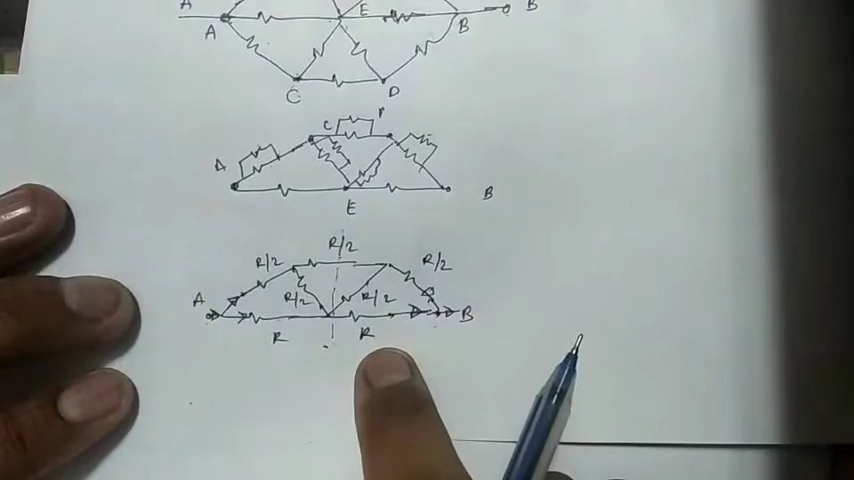 A E B
A B
C D
C P
A E B
R/2
R/2 R/2
A R/2 R/2 B
R R